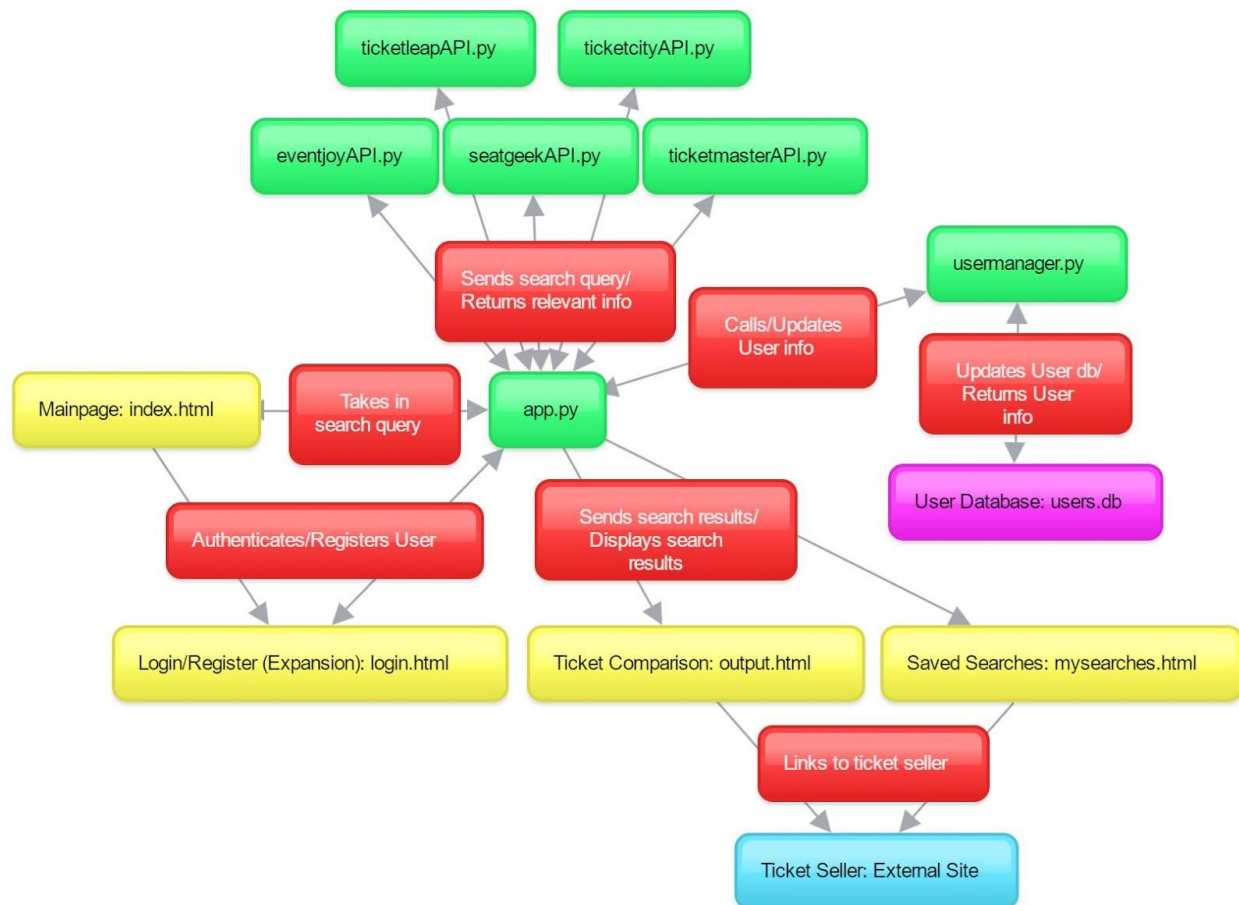 ticketleapAPI.py
ticketcityAPI.py
eventjoyAPI.py
seatgeekAPI.py
ticketmasterAPI.py
Sends search query/
Returns relevant info
usermanager.py
Calls/Updates
User info
Updates User db/
Returns User
info
Mainpage: index.html
Takes in
search query
app.py
User Database: users.db
Authenticates/Registers User
Sends search results/
Displays search
results
Login/Register (Expansion): login.html
Ticket Comparison: output.html
Saved Searches: mysearches.html
Links to ticket seller
Ticket Seller: External Site